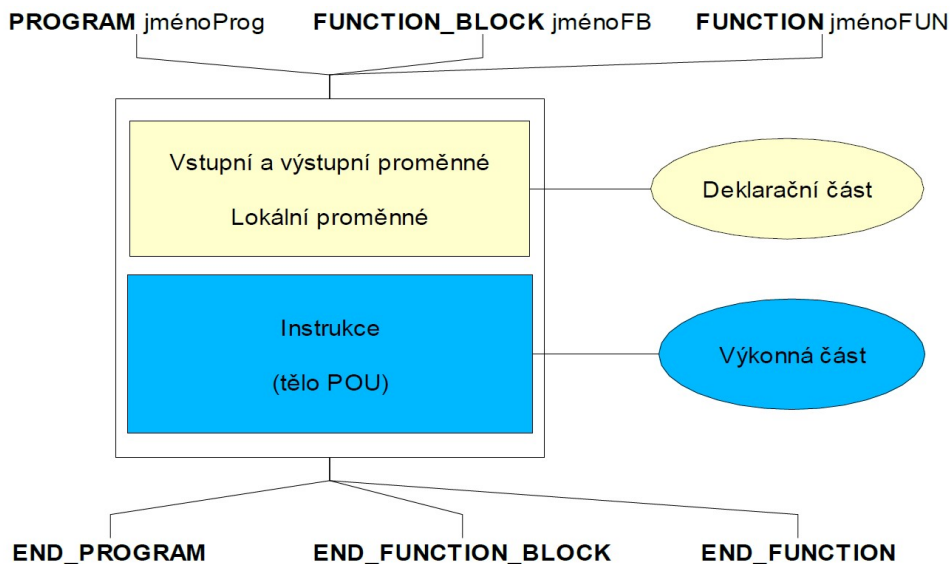 PROGRAM jménoProg FUNCTION_BLOCK jménoFB FUNCTION jménoFUN
Vstupní a výstupní proměnné
Lokální proměnné
Deklarační část
Instrukce
(tělo POU)
Výkonná část
END_PROGRAM END_FUNCTION_BLOCK END_FUNCTION